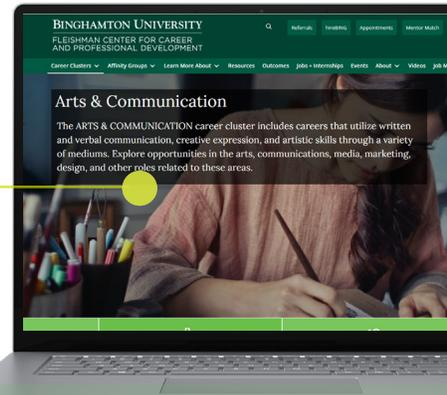 BINGHAMTON UNIVERSITY
FLEISHMAN CENTER FOR CAREER
AND PROFESSIONAL DEVELOPMENT
Referrals hireBING Appointments Mentor Match
Career Clusters Affinity Groups Learn More About Resources Outcomes Jobs + Internships Events About Videos Job M
Arts & Communication
The ARTS & COMMUNICATION career cluster includes careers that utilize written
and verbal communication, creative expression, and artistic skills through a variety
of mediums. Explore opportunities in the arts, communications, media, marketing,
design, and other roles related to these areas.